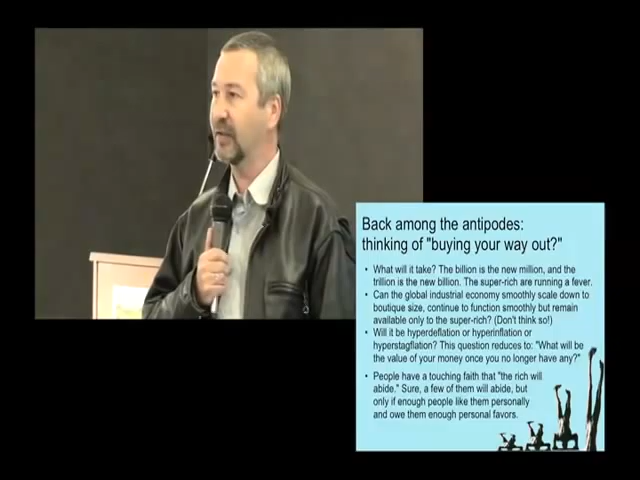 Back among the antipodes:
thinking of "buying your way out?"
• What will it take? The billion is the new million, and the
trillion is the new billion. The super-rich are running a fever.
• Can the global industrial economy smoothly scale down to
boutique size, continue to function smoothly but remain
available only to the super-rich? (Don't think so!)
• Will it be hyperdeflation or hyperinflation or
hyperstagflation? This question reduces to: "What will be
the value of your money once you no longer have any?"
• People have a touching faith that "the rich will
abide." Sure, a few of them will abide, but
only if enough people like them personally
and owe them enough personal favors.